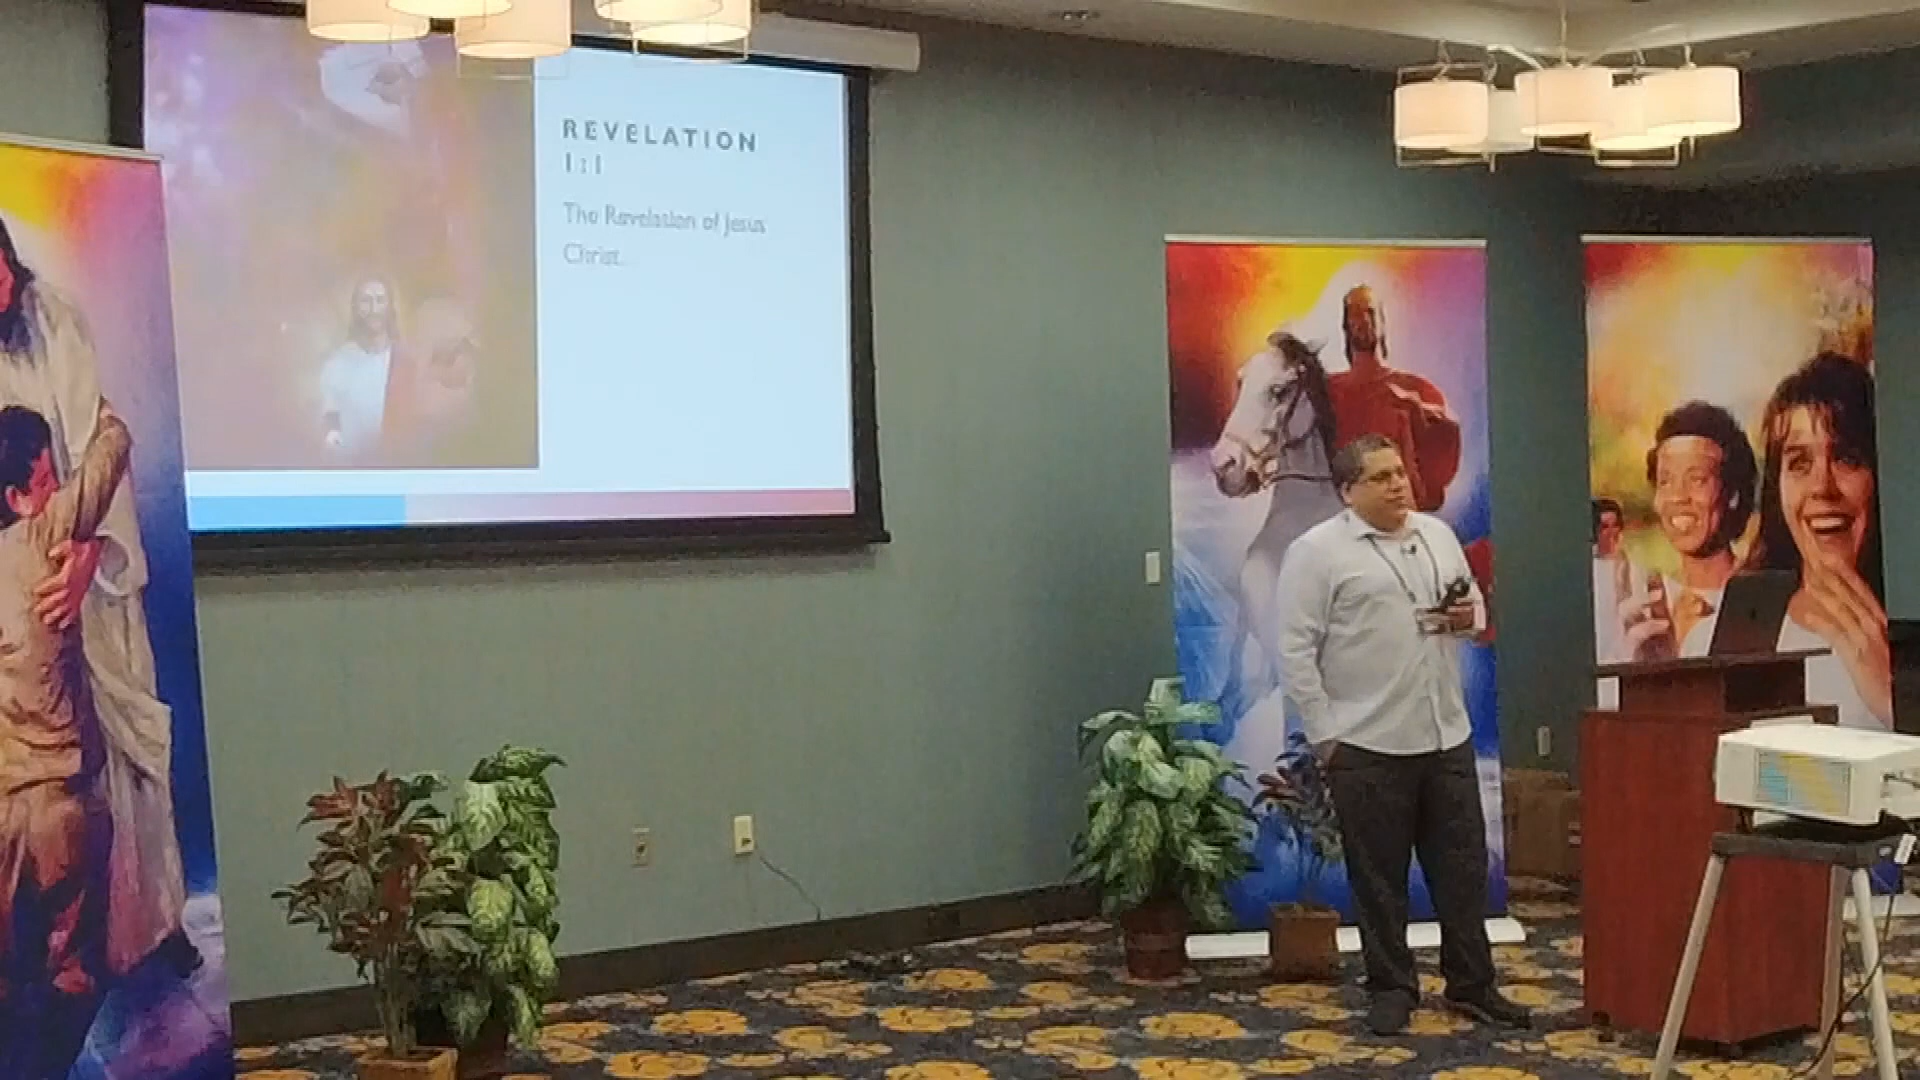 REVELATION
1:1
The Revelation of Jesus
Christ...